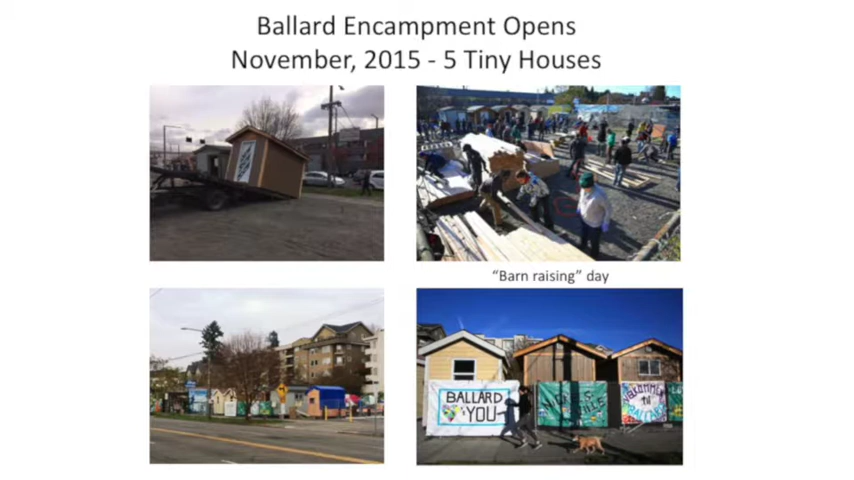 Ballard Encampment Opens
November, 2015 - 5 Tiny Houses
"Barn raising" day
BALLARD
YOU